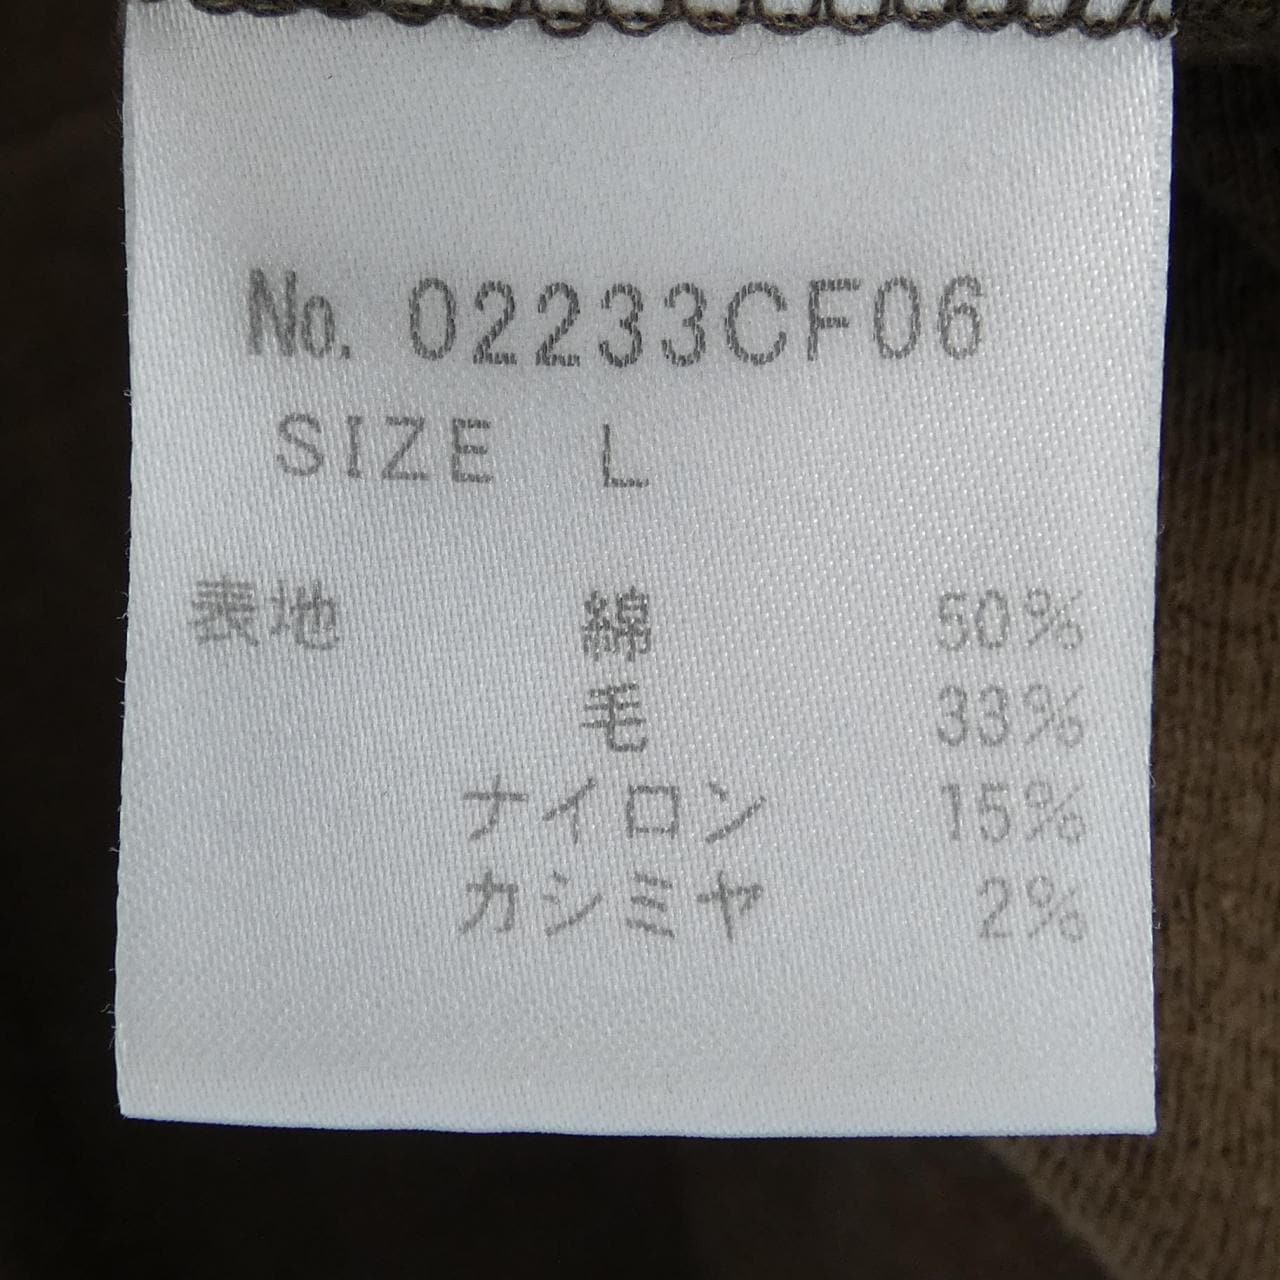 No. 02233CF06
SIZE L
表地 綿 50%
毛 33%
ナイロン 15%
カシミヤ 2%